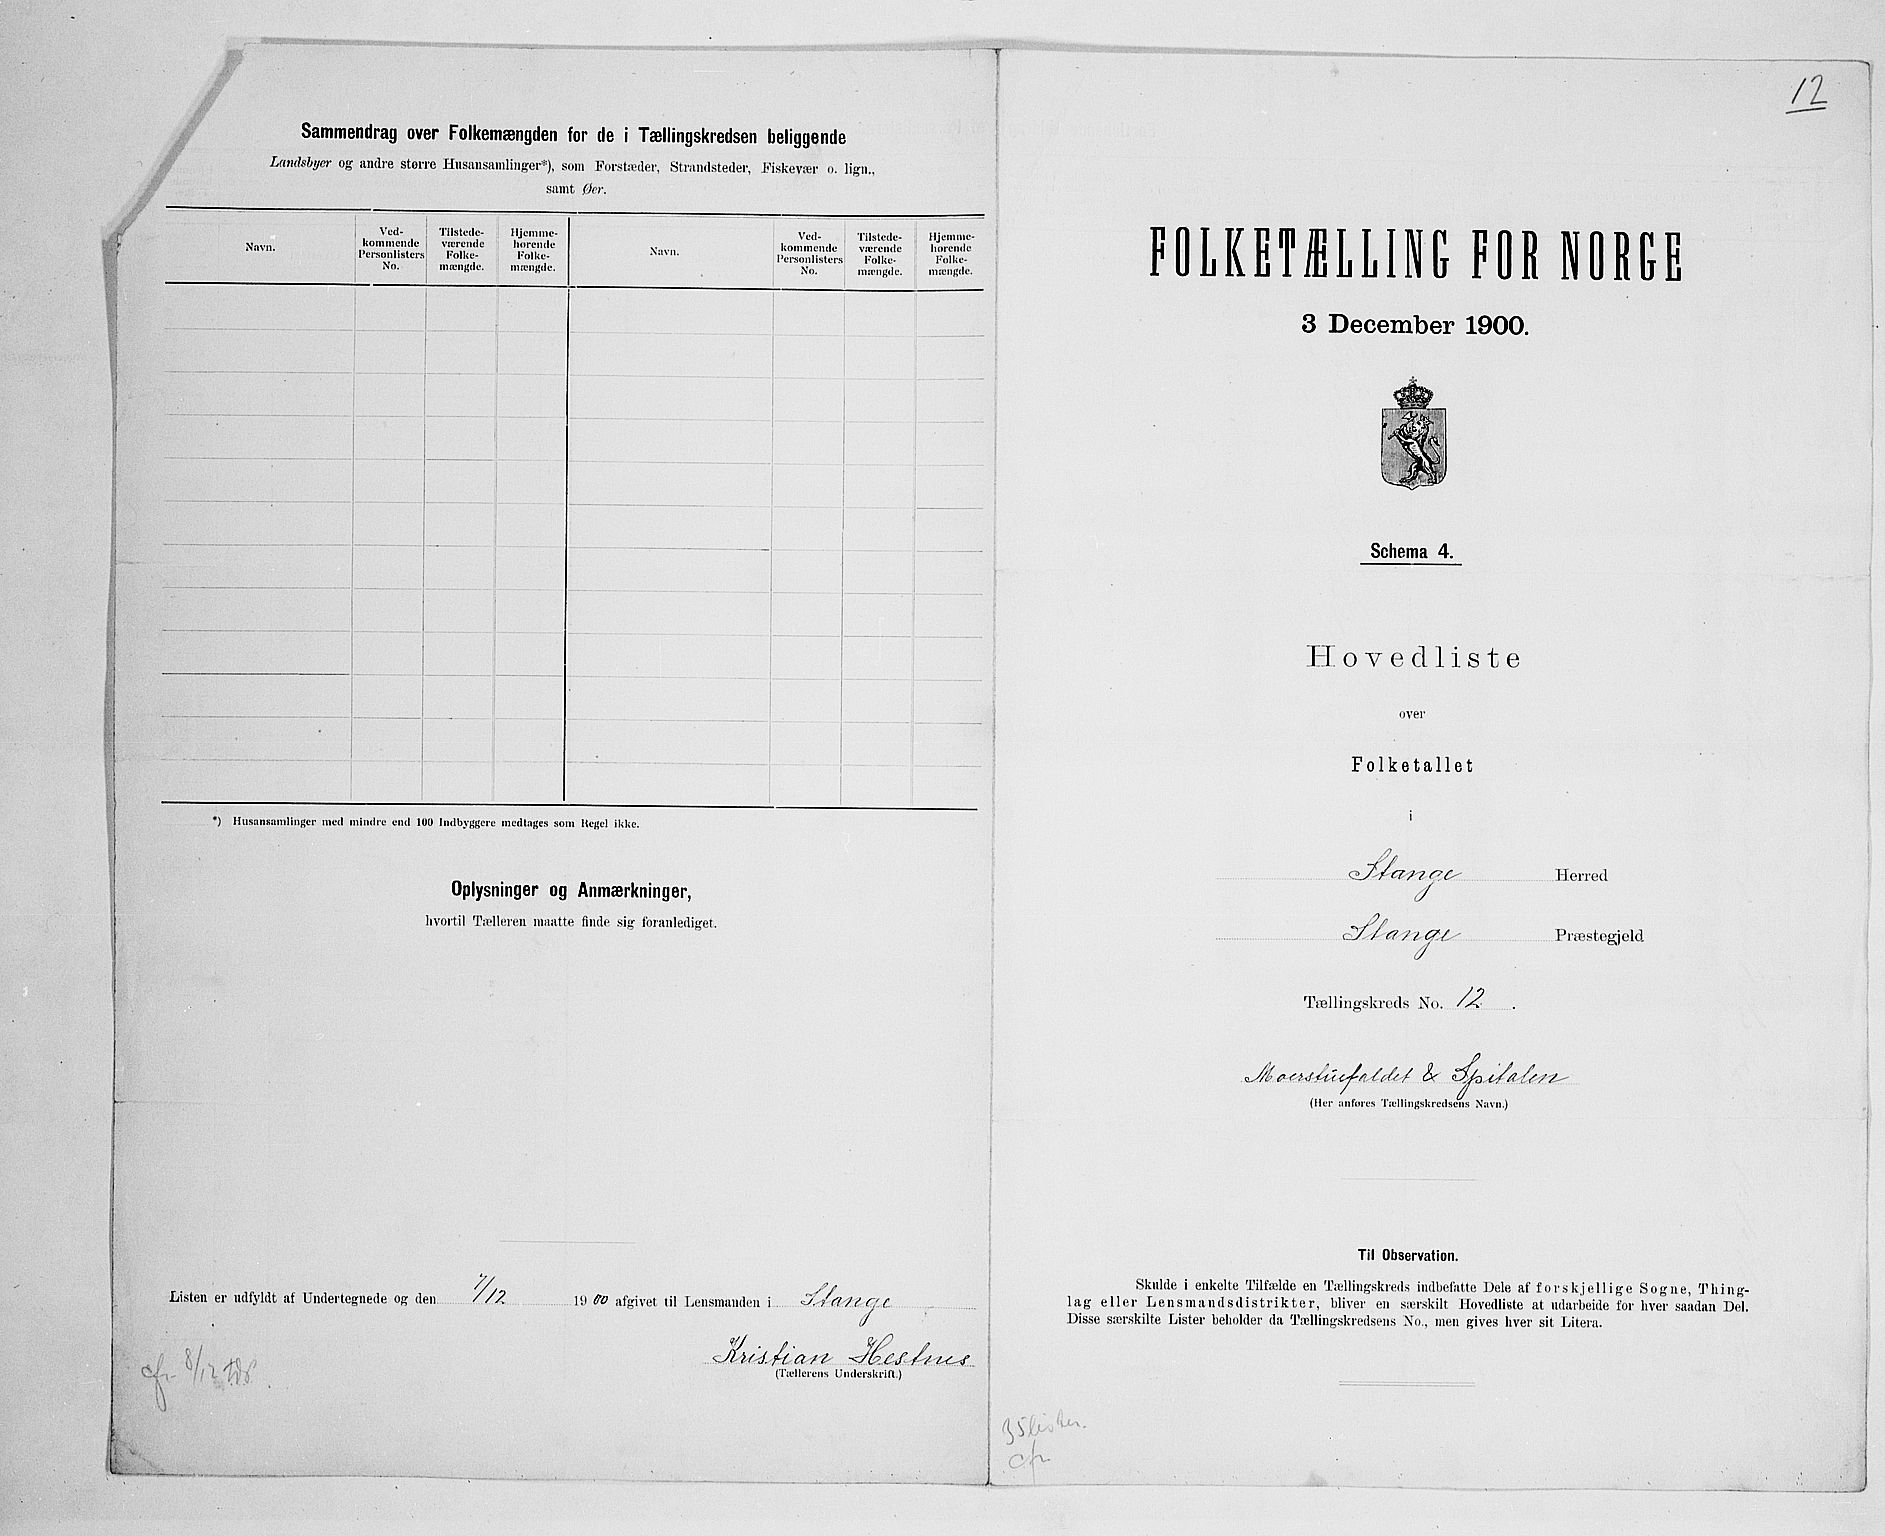 Sammendrag over Folkemængden for de i Tællingskredsen beliggende
Landsbyer og andre større Husansamlinger*), som Forstæder, Strandsteder, Fiskevær o. lign.,
samt Øer.
Navn.
Ved-
kommende
Personlisters
No.
Tilstede-
værende
Folke-
mængde.
Hjemme-
hørende
Folke-
mængde.
Navn.
Ved-
kommende
Personlisters
No.
Tilstede-
værende
Folke-
mængde.
Hjemme-
hørende
Folke-
mængde.
*) Husansamlinger med mindre end 100 Indbyggere medtages som Regel ikke.
Oplysninger og Anmærkninger,
hvortil Tælleren maatte finde sig foranlediget.
Listen er udfyldt af Undertegnede og den 7/12 1900 afgivet til Lensmanden i Stange
Kristian Hestnes
(Tællerens Underskrift.)
8/12
12
FOLKETÆLLING FOR NORGE
3 December 1900.
Schema 4.
Hovedliste
over
Folketallet
i
Stange Herred
Stange Præstegjeld
Tællingskreds No. 12.
Moerstuefaldet & Spitalen
(Her anføres Tællingskredsens Navn.)
Til Observation.
Skulde i enkelte Tilfælde en Tællingskreds indbefatte Dele af forskjellige Sogne, Thing-
lag eller Lensmandsdistrikter, bliver en særskilt Hovedliste at udarbeide for hver saadan Del.
Disse særskilte Lister beholder da Tællingskredsens No., men gives hver sit Litera.
35 lister.